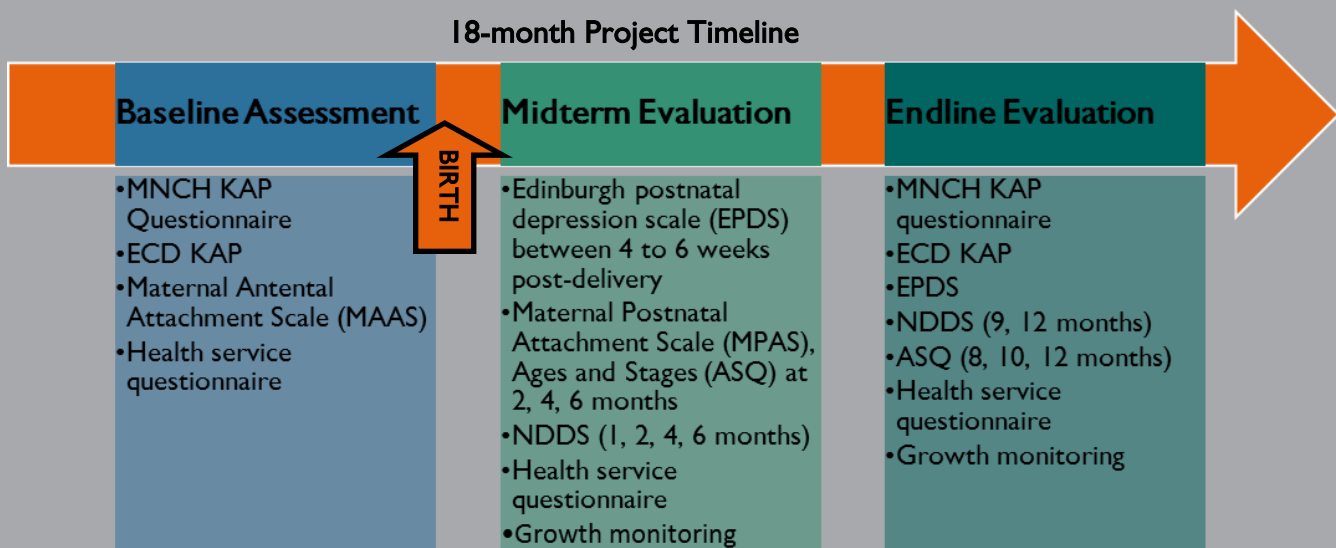 18-month Project Timeline
Baseline Assessment
BIRTH
Midterm Evaluation
Endline Evaluation
•MNCH KAP
Questionnaire
•ECD KAP
•Maternal Antental
Attachment Scale (MAAS)
•Health service
questionnaire
•Edinburgh postnatal
depression scale (EPDS)
between 4 to 6 weeks
post-delivery
•Maternal Postnatal
Attachment Scale (MPAS),
Ages and Stages (ASQ) at
2, 4, 6 months
•NDDS (1, 2, 4, 6 months)
•Health service
questionnaire
•Growth monitoring
•MNCH KAP
questionnaire
•ECD KAP
•EPDS
•NDDS (9, 12 months)
•ASQ (8, 10, 12 months)
•Health service
questionnaire
•Growth monitoring